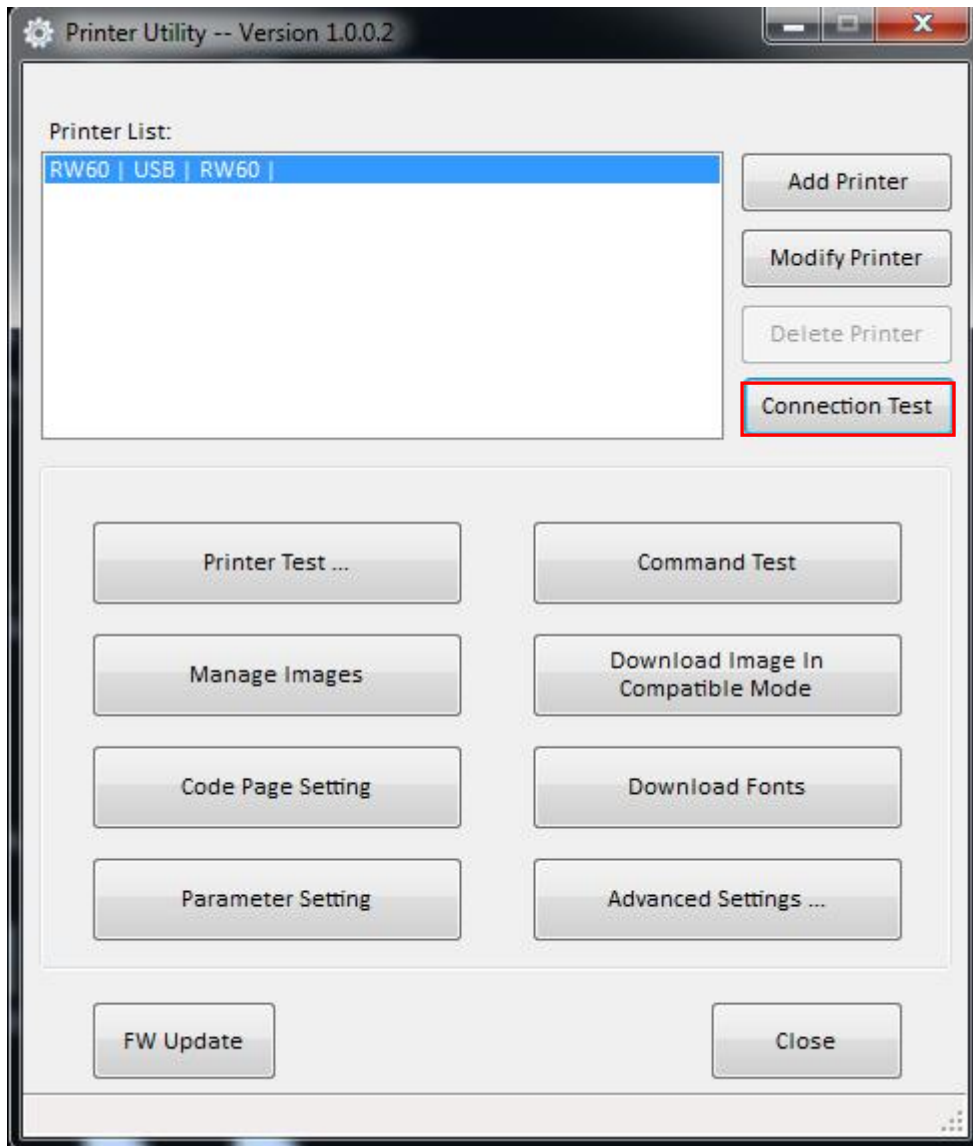 Printer Utility -- Version 1.0.0.2
Printer List:
RW60 | USB | RW60 |
Add Printer
Modify Printer
Delete Printer
Connection Test
Printer Test ...
Command Test
Manage Images
Download Image In
Compatible Mode
Code Page Setting
Download Fonts
Parameter Setting
Advanced Settings ...
FW Update
Close